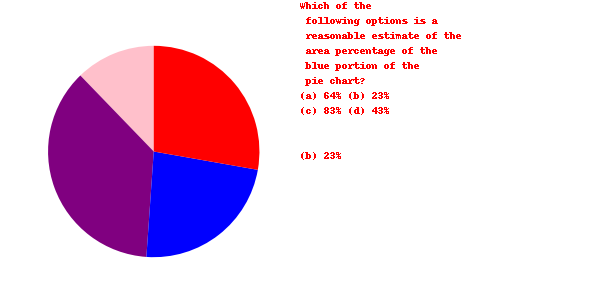 Which of the
following options is a
reasonable estimate of the
area percentage of the
blue portion of the
pie chart?
(a) 64% (b) 23%
(c) 83% (d) 43%
(b) 23%